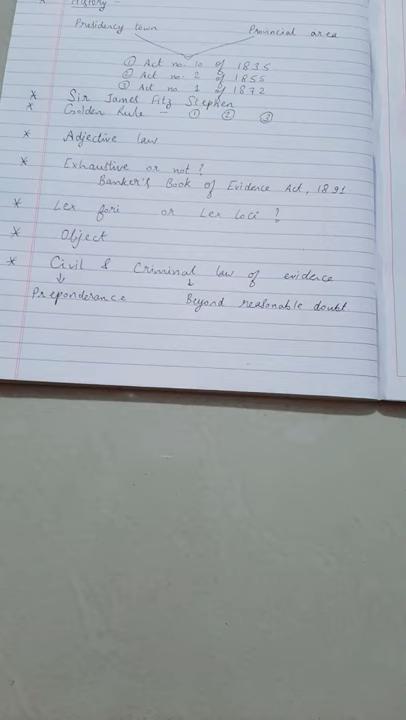 * History -
Presidency town Provincial area
① Act no. 10 of 1835
② Act no. 2 of 1855
③ Act no. 1 of 1872
* Sir James Fitz Stephen
* Golden Rule - ① ② ③
* Adjective law
* Exhaustive or not ?
Banker's Book of Evidence Act, 1891
* Lex fori or Lex Loci ?
* Object
* Civil & Criminal law of evidence
↓ ↓
Preponderance Beyond reasonable doubt